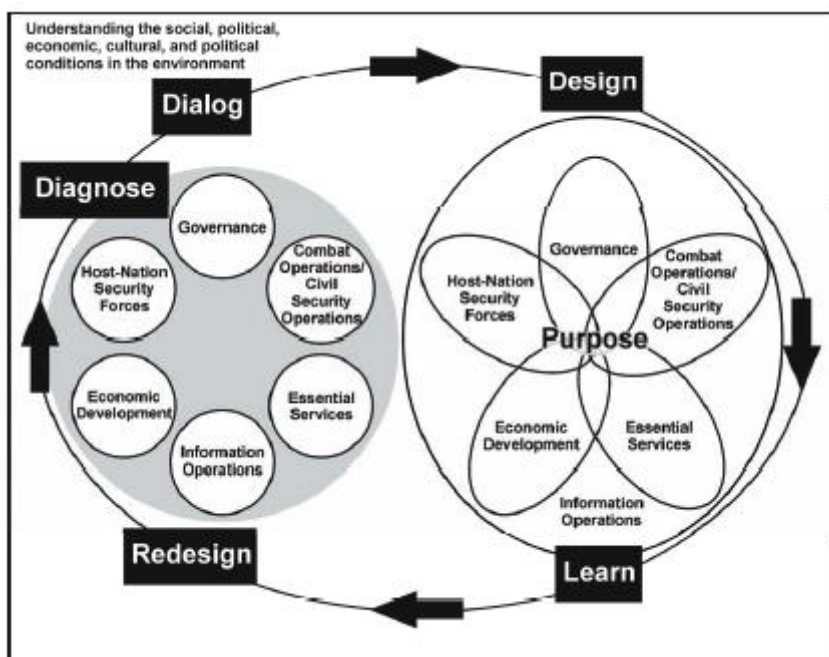 Understanding the social, political,
economic, cultural, and political
conditions in the environment
Dialog
Diagnose
Governance
Host-Nation
Security
Forces
Combat
Operations/
Civil
Security
Operations
Economic
Development
Essential
Services
Information
Operations
Redesign
Design
Governance
Host-Nation
Security
Forces
Combat
Operations/
Civil
Security
Operations
Purpose
Economic
Development
Essential
Services
Information
Operations
Learn